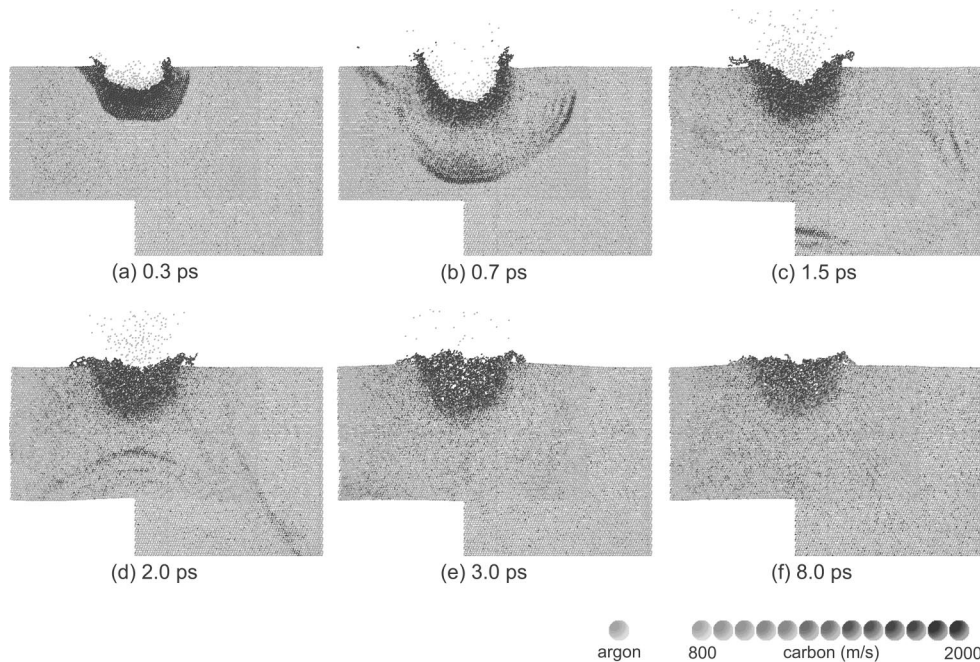 (a) 0.3 ps
(b) 0.7 ps
(c) 1.5 ps
(d) 2.0 ps
(e) 3.0 ps
(f) 8.0 ps
argon
800 carbon (m/s) 2000